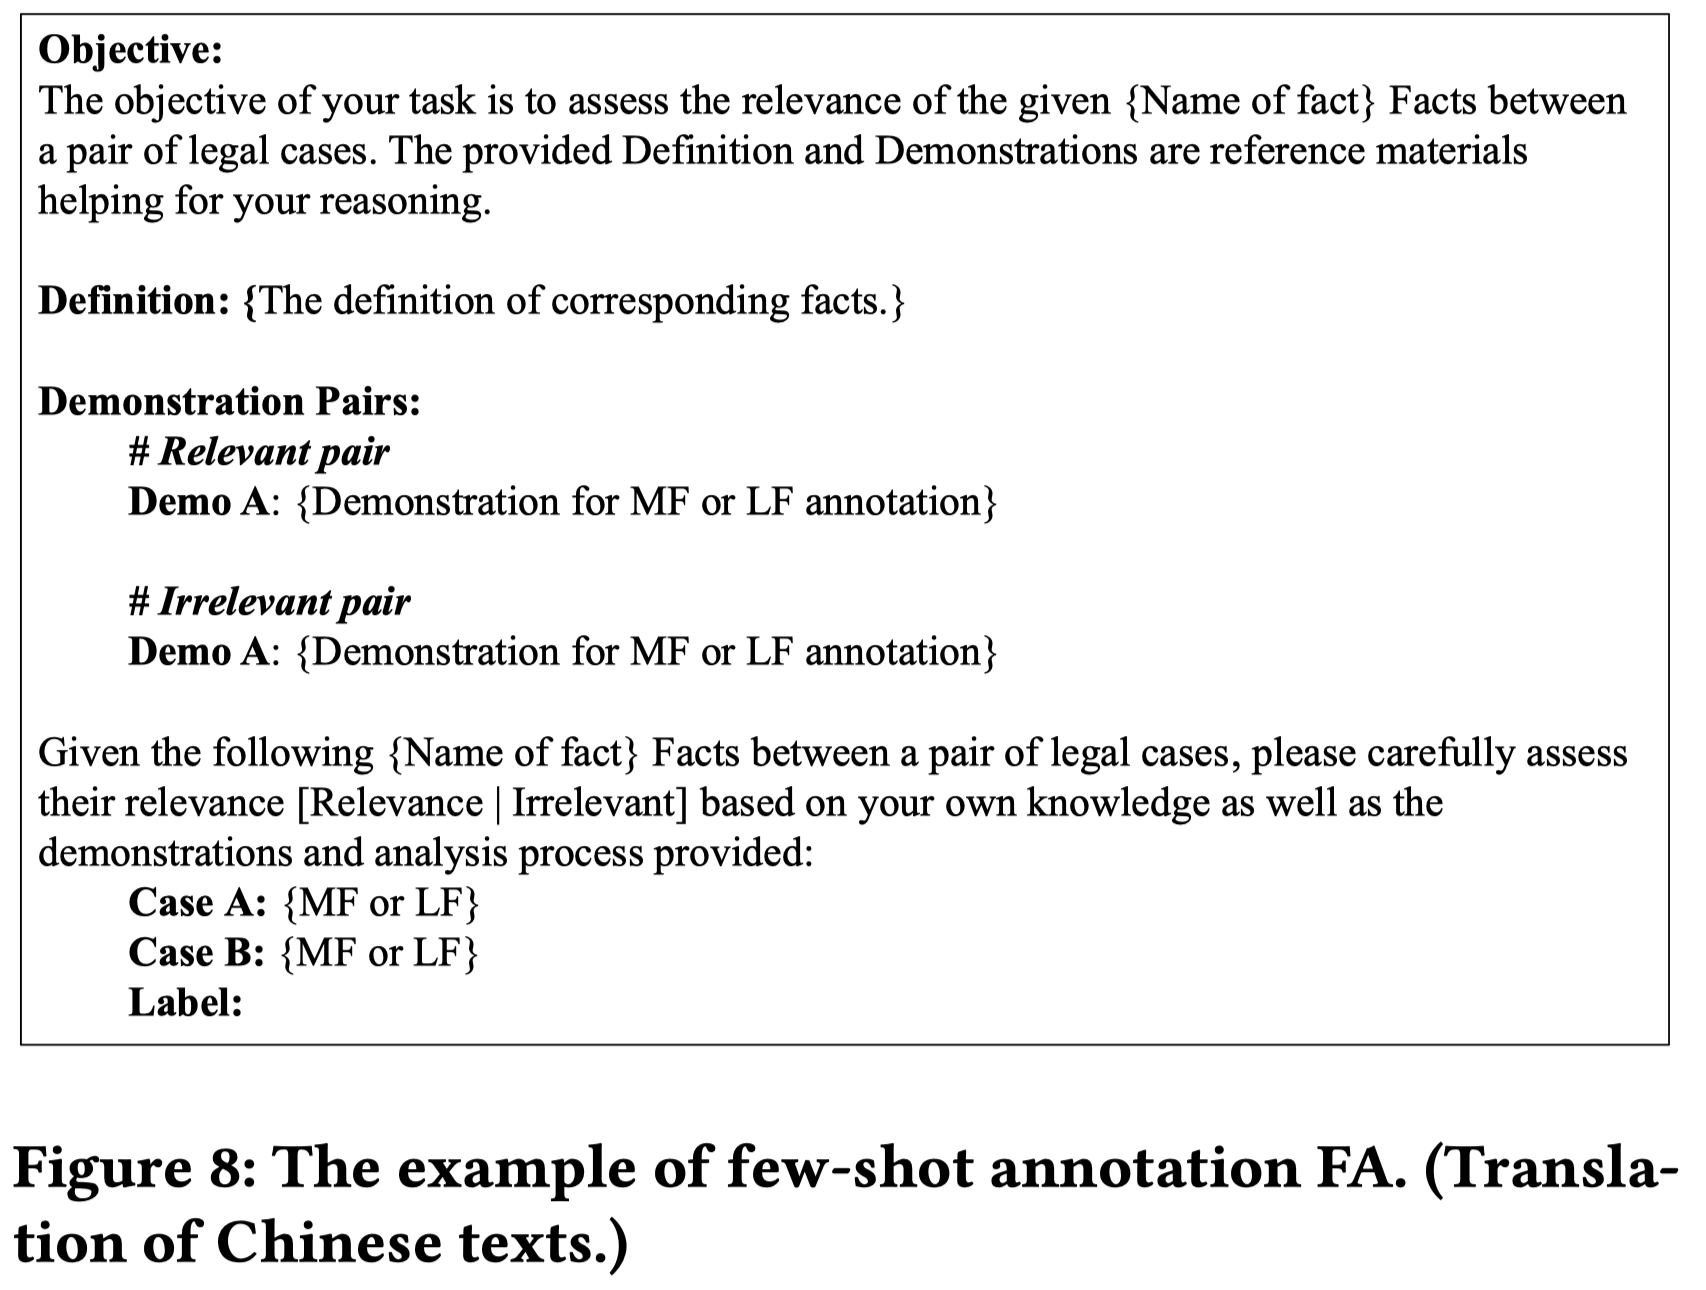 Objective:
The objective of your task is to assess the relevance of the given {Name of fact} Facts between
a pair of legal cases. The provided Definition and Demonstrations are reference materials
helping for your reasoning.
Definition: {The definition of corresponding facts.}
Demonstration Pairs:
# Relevant pair
Demo A: {Demonstration for MF or LF annotation}
# Irrelevant pair
Demo A: {Demonstration for MF or LF annotation}
Given the following {Name of fact} Facts between a pair of legal cases, please carefully assess
their relevance [Relevance | Irrelevant] based on your own knowledge as well as the
demonstrations and analysis process provided:
Case A: {MF or LF}
Case B: {MF or LF}
Label:
Figure 8: The example of few-shot annotation FA. (Transla-
tion of Chinese texts.)